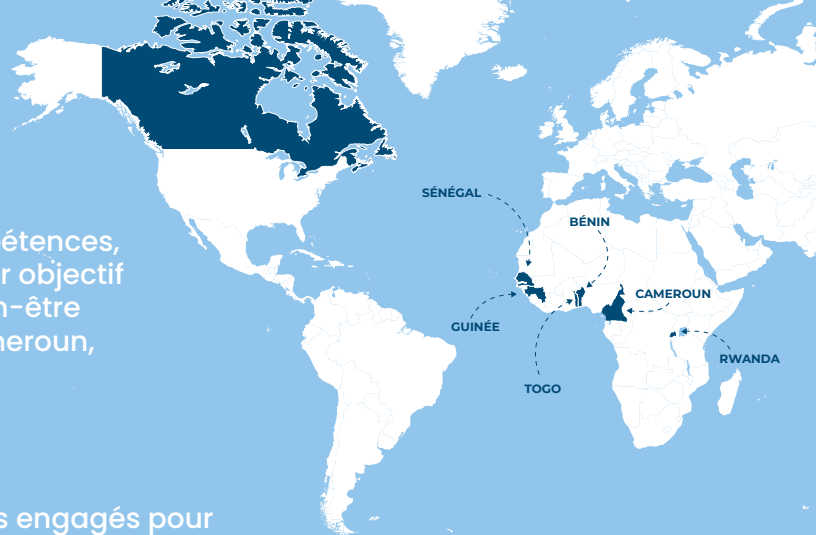 SÉNÉGAL
BÉNIN
étences,
r objectif
CAMEROUN
n-être
GUINÉE
neroun,
RWANDA
TOGO
s engagés pour